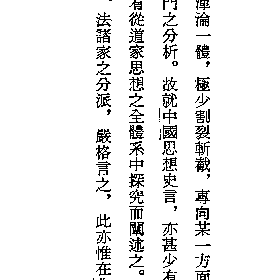 渾淪一體，極少割裂斬截，專向某一方面
門之分析。故就中國思想史言，亦甚少有
有從道家思想之全體系中探究而闡述之。
、法諸家之分派，嚴格言之，此亦惟在